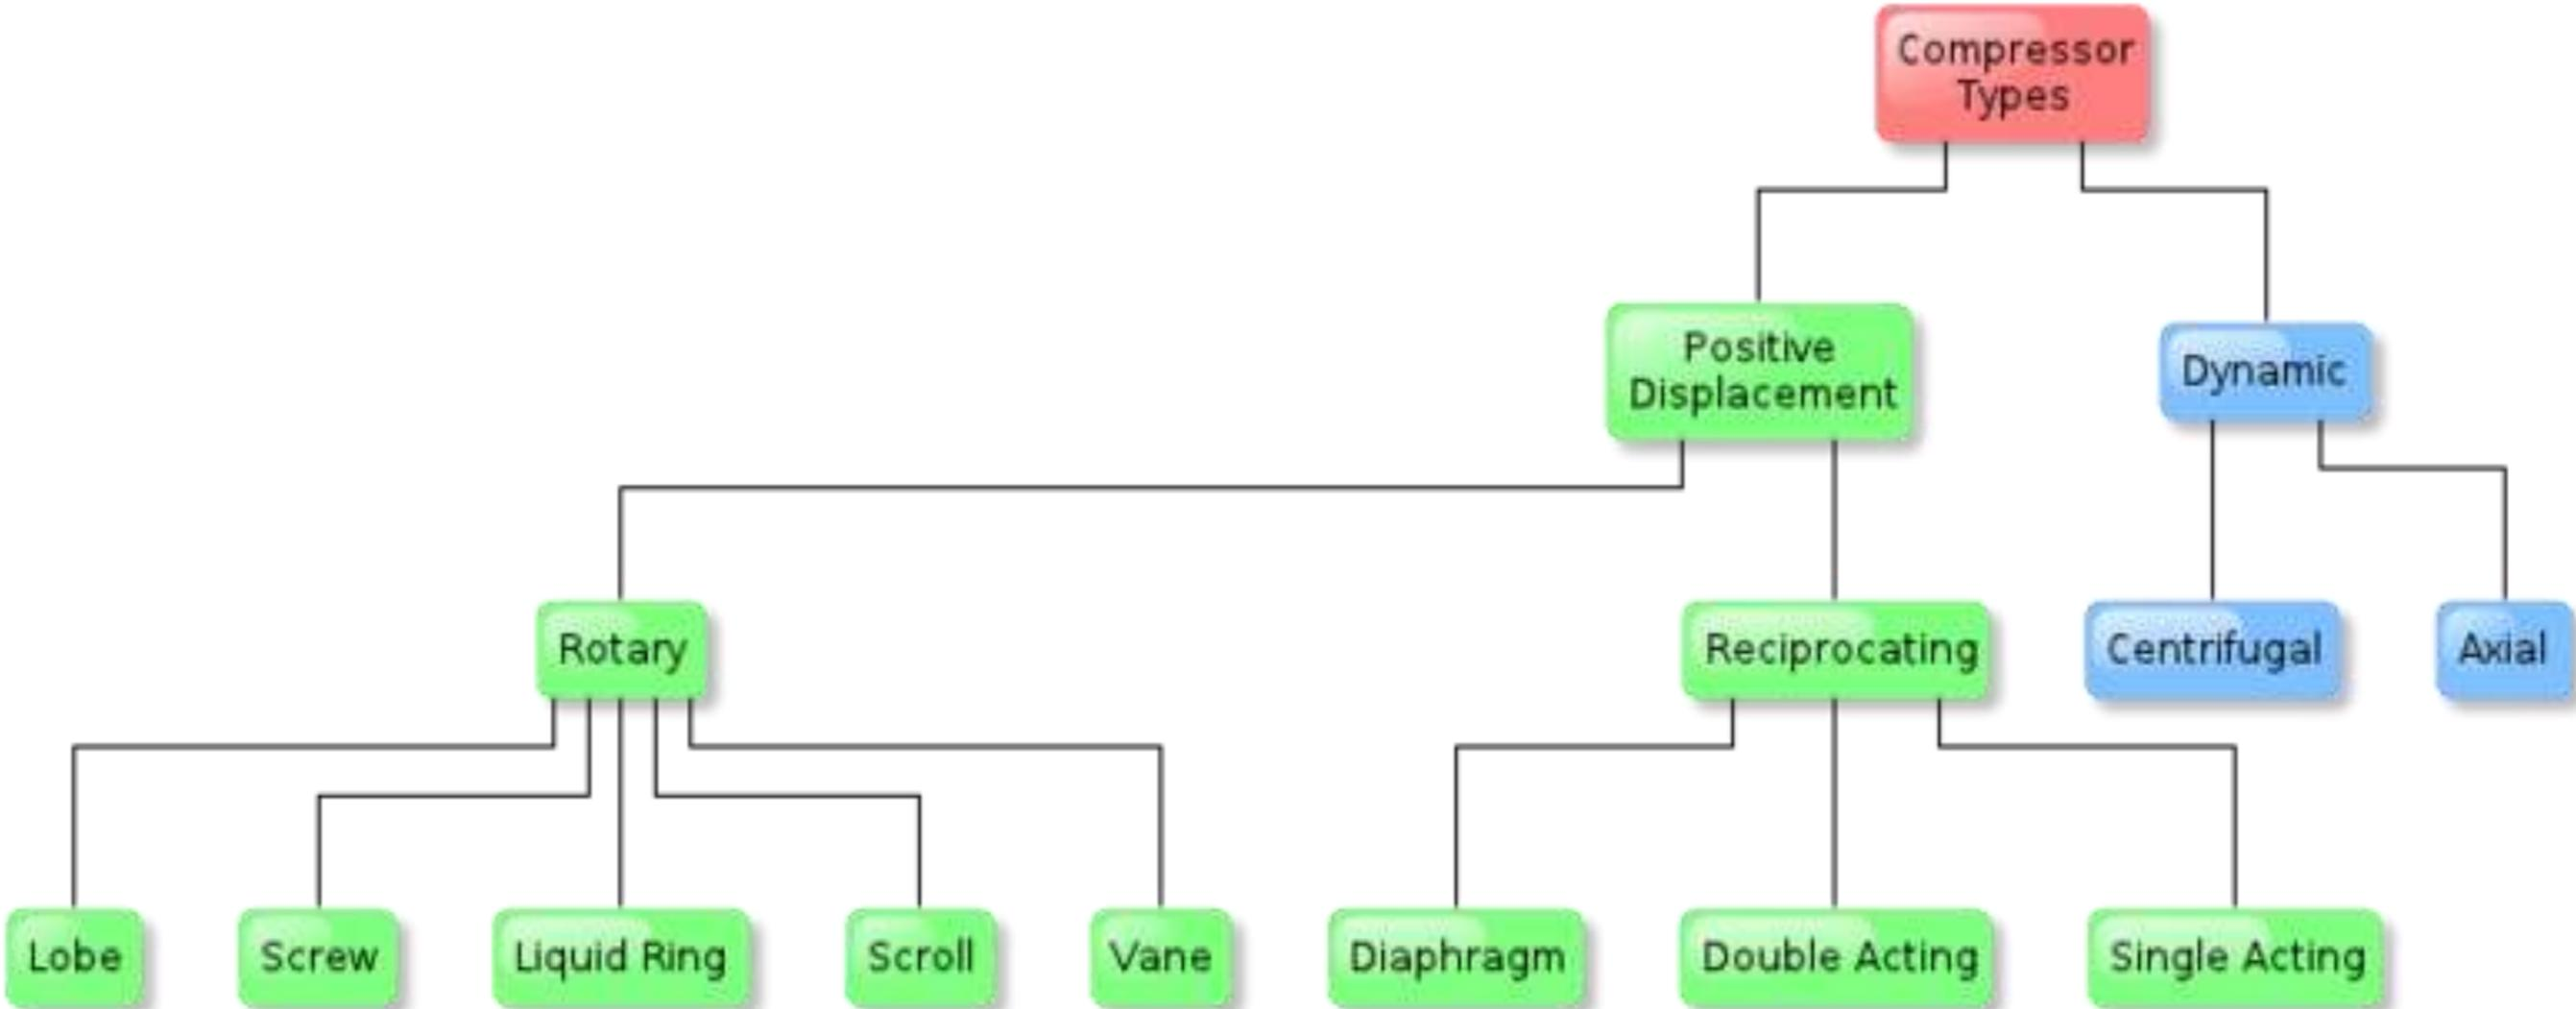 Compressor
Types
Positive
Displacement
Dynamic
Rotary
Reciprocating
Centrifugal
Axial
Lobe
Screw
Liquid Ring
Scroll
Vane
Diaphragm
Double Acting
Single Acting